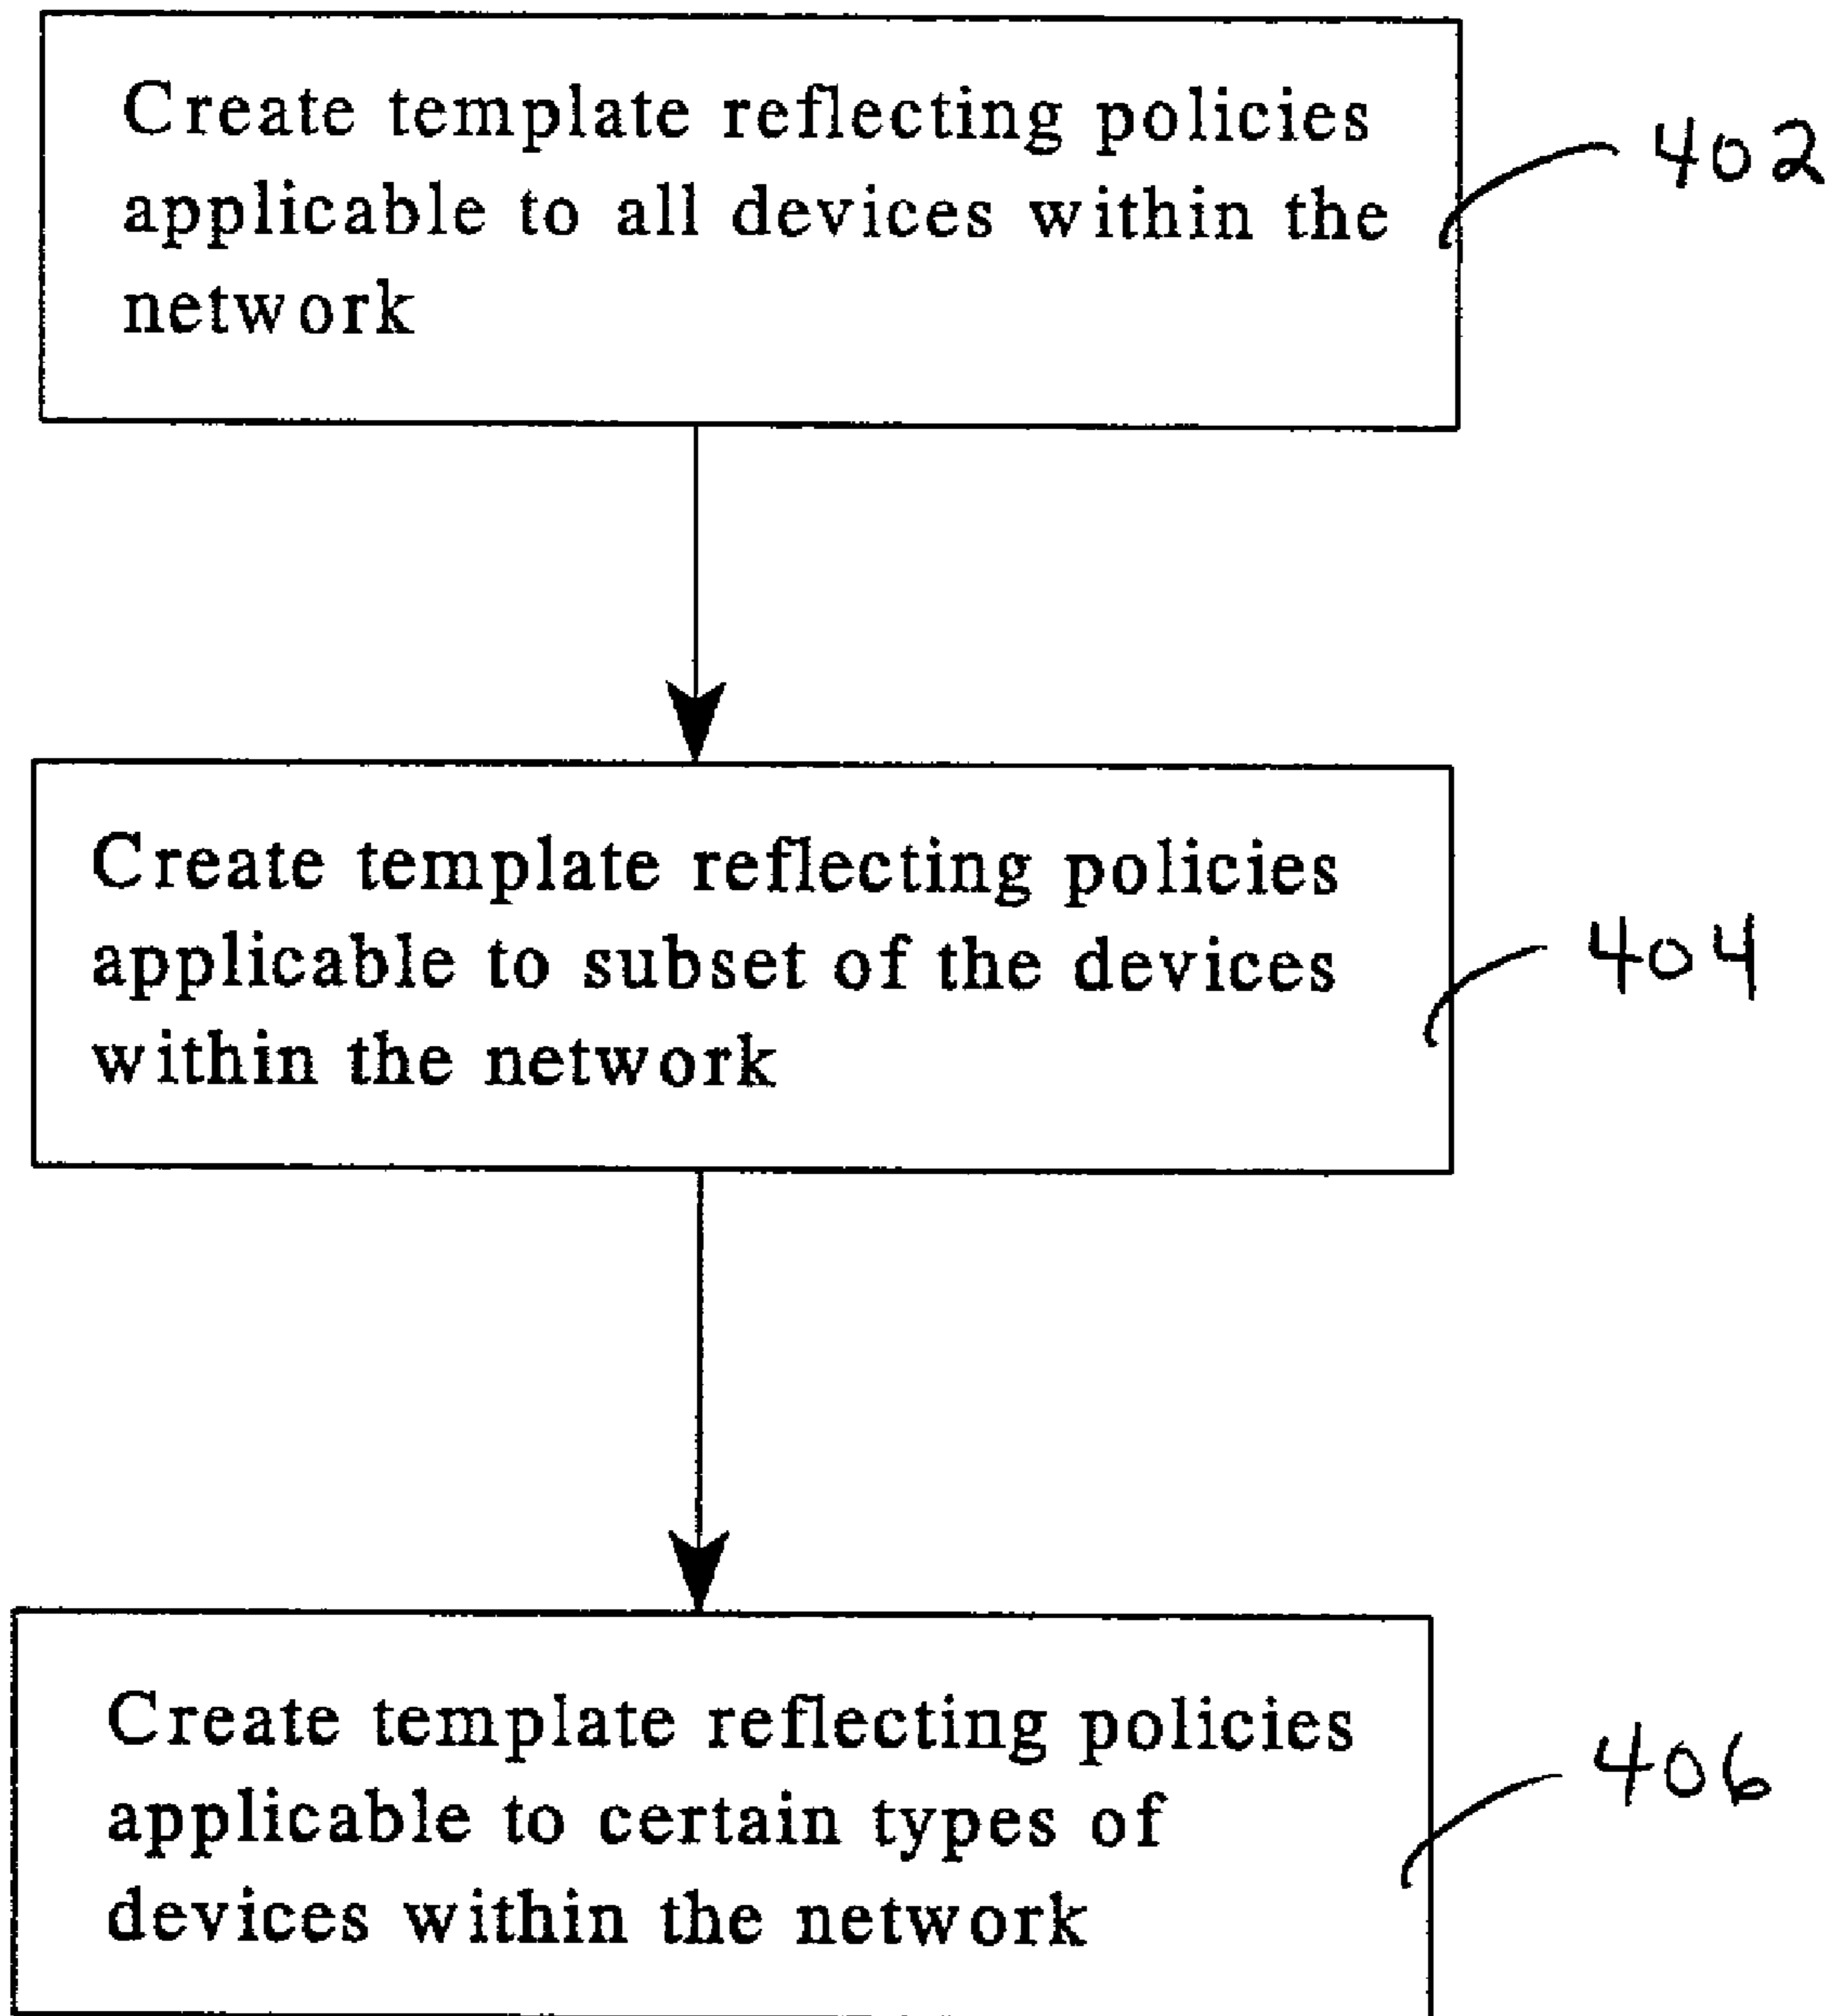 Create template reflecting policies
applicable to all devices within the
network
402
Create template reflecting policies
applicable to subset of the devices
within the network
404
Create template reflecting policies
applicable to certain types of
devices within the network
406